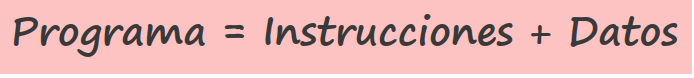 Programa = Instrucciones + Datos